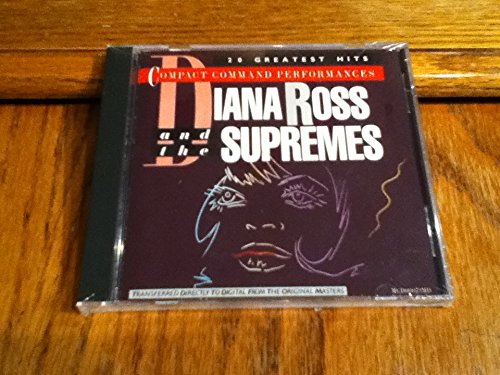 20 GREATEST HITS
COMPACT COMMAND PERFORMANCES
DIANA ROSS
and
the SUPREMES
TRANSFERRED DIRECTLY TO DIGITAL FROM THE ORIGINAL MASTERS